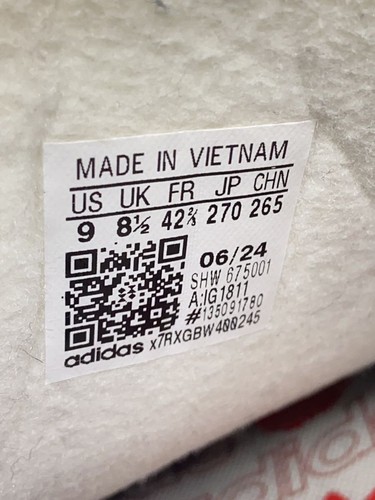 MADE IN VIETNAM
US UK FR JP CHN
9 8½ 42⅔ 270 265
06/24
SHW 675001
A:IG1811
#135091780
adidas x7RXGBW400245